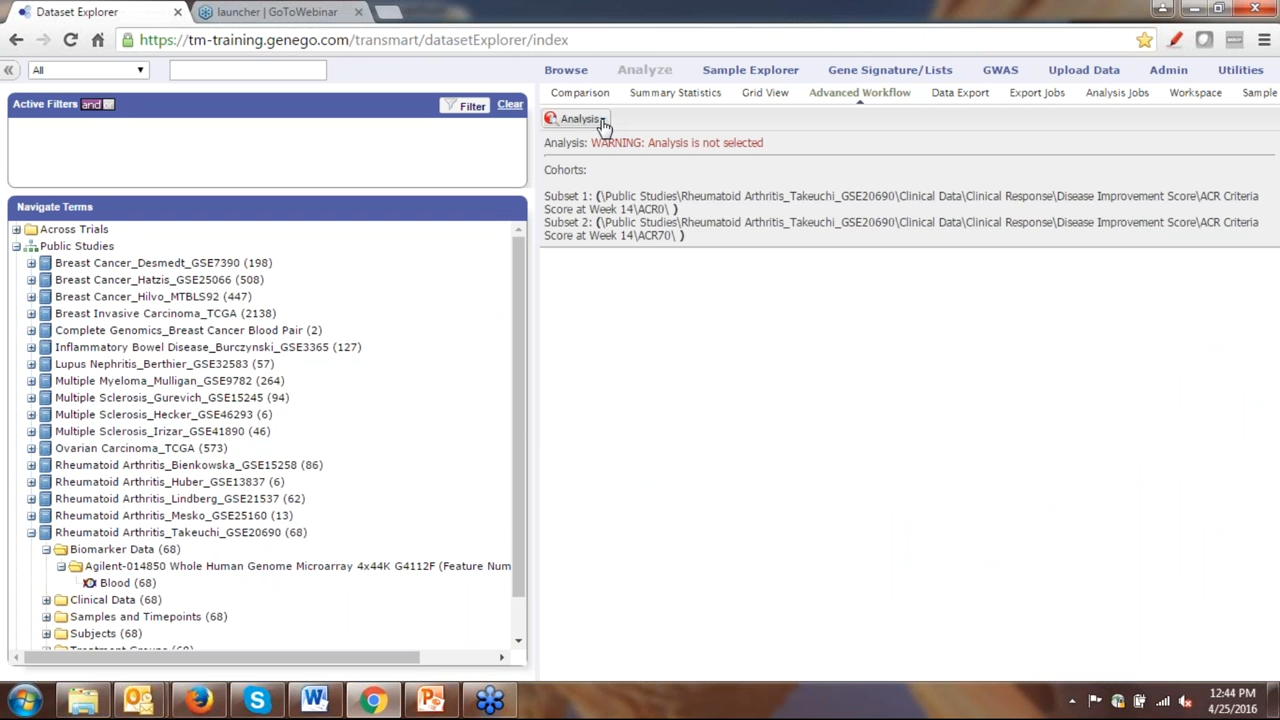 Dataset Explorer
launcher | GoToWebinar
https://tm-training.genego.com/transmart/datasetExplorer/index
All
Browse Analyze Sample Explorer Gene Signature/Lists GWAS Upload Data Admin Utilities
Active Filters and Filter Clear
Comparison Summary Statistics Grid View Advanced Workflow Data Export Export Jobs Analysis Jobs Workspace Sample
Analysis
Analysis: WARNING: Analysis is not selected
Cohorts:
Subset 1: (\Public Studies\Rheumatoid Arthritis_Takeuchi_GSE20690\Clinical Data\Clinical Response\Disease Improvement Score\ACR Criteria
Score at Week 14\ACR0\ )
Subset 2: (\Public Studies\Rheumatoid Arthritis_Takeuchi_GSE20690\Clinical Data\Clinical Response\Disease Improvement Score\ACR Criteria
Score at Week 14\ACR70\ )
Navigate Terms
Across Trials
Public Studies
Breast Cancer_Desmedt_GSE7390 (198)
Breast Cancer_Hatzis_GSE25066 (508)
Breast Cancer_Hilvo_MTBLS92 (447)
Breast Invasive Carcinoma_TCGA (2138)
Complete Genomics_Breast Cancer Blood Pair (2)
Inflammatory Bowel Disease_Burczynski_GSE3365 (127)
Lupus Nephritis_Berthier_GSE32583 (57)
Multiple Myeloma_Mulligan_GSE9782 (264)
Multiple Sclerosis_Gurevich_GSE15245 (94)
Multiple Sclerosis_Hecker_GSE46293 (6)
Multiple Sclerosis_Irizar_GSE41890 (46)
Ovarian Carcinoma_TCGA (573)
Rheumatoid Arthritis_Bienkowska_GSE15258 (86)
Rheumatoid Arthritis_Huber_GSE13837 (6)
Rheumatoid Arthritis_Lindberg_GSE21537 (62)
Rheumatoid Arthritis_Mesko_GSE25160 (13)
Rheumatoid Arthritis_Takeuchi_GSE20690 (68)
Biomarker Data (68)
Agilent-014850 Whole Human Genome Microarray 4x44K G4112F (Feature Num
Blood (68)
Clinical Data (68)
Samples and Timepoints (68)
Subjects (68)
Treatment Groups (68)
12:44 PM
4/25/2016